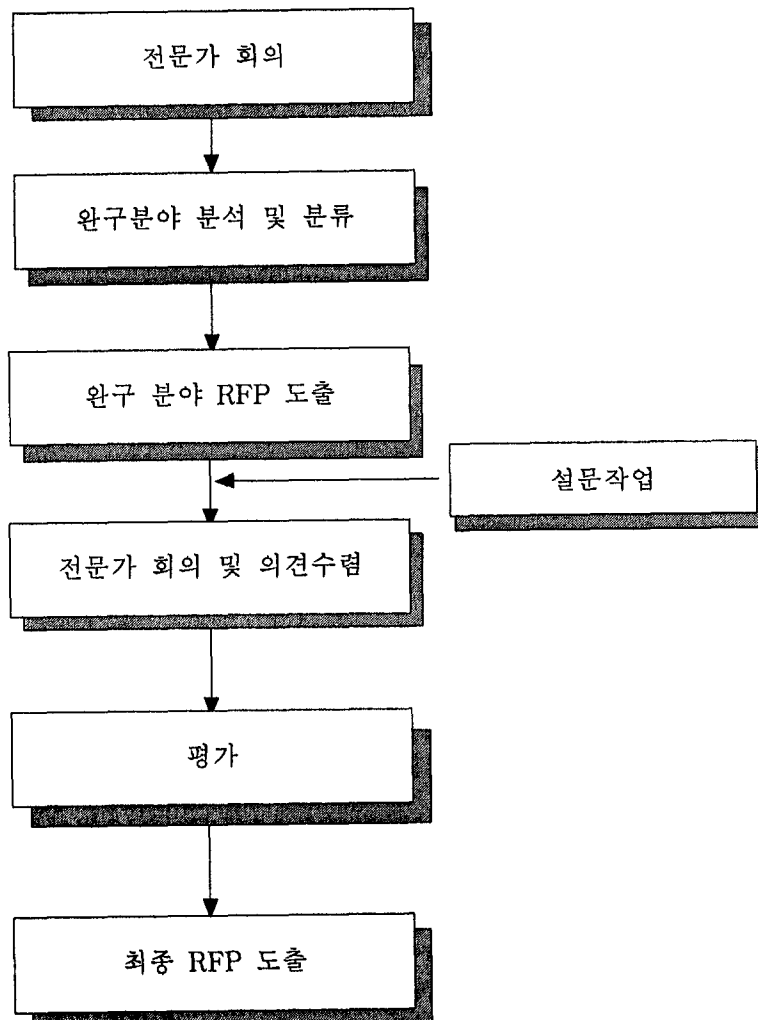 전문가 회의
완구분야 분석 및 분류
완구 분야 RFP 도출
설문작업
전문가 회의 및 의견수렴
평가
최종 RFP 도출